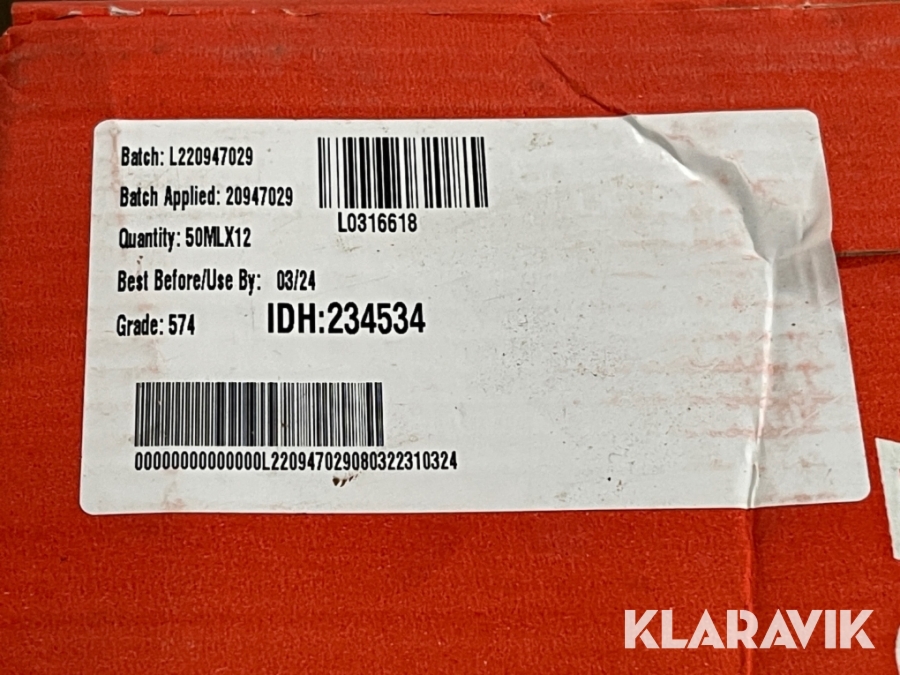 Batch: L220947029
Batch Applied: 20947029
L0316618
Quantity: 50MLX12
Best Before/Use By: 03/24
Grade: 574 IDH:234534
00000000000000L220947029080322310324
KLARAVIK